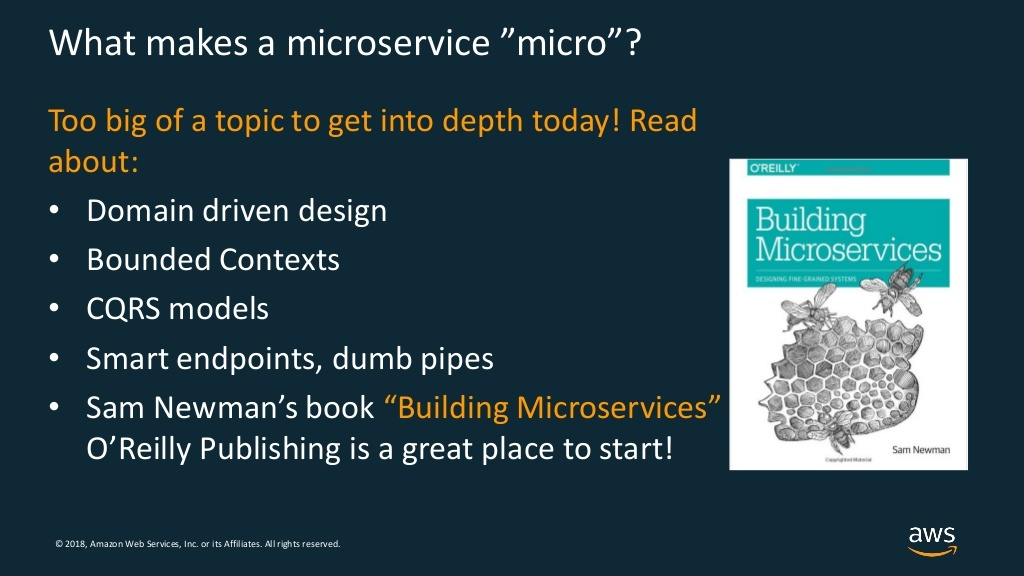 What makes a microservice ”micro”?
Too big of a topic to get into depth today! Read
about:
• Domain driven design
• Bounded Contexts
• CQRS models
• Smart endpoints, dumb pipes
• Sam Newman’s book “Building Microservices”
O’Reilly Publishing is a great place to start!
O'REILLY
Building
Microservices
DESIGNING FINE-GRAINED SYSTEMS
Sam Newman
Copyrighted Material
© 2018, Amazon Web Services, Inc. or its Affiliates. All rights reserved.
aws